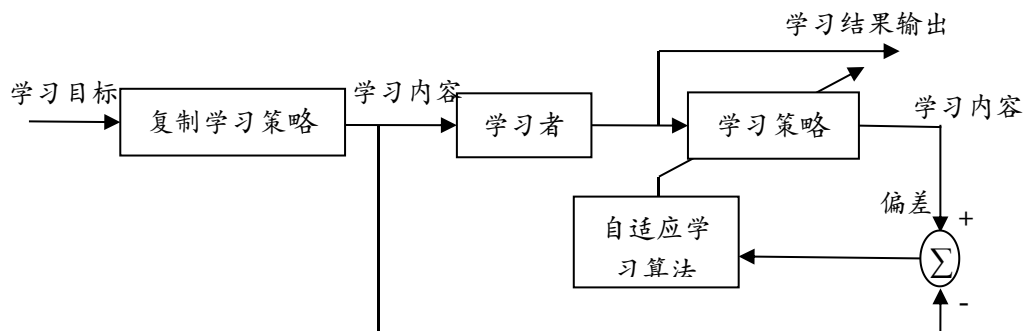 学习结果输出
学习目标
复制学习策略
学习内容
学习者
学习策略
学习内容
自适应学
习算法
偏差
+
∑
-